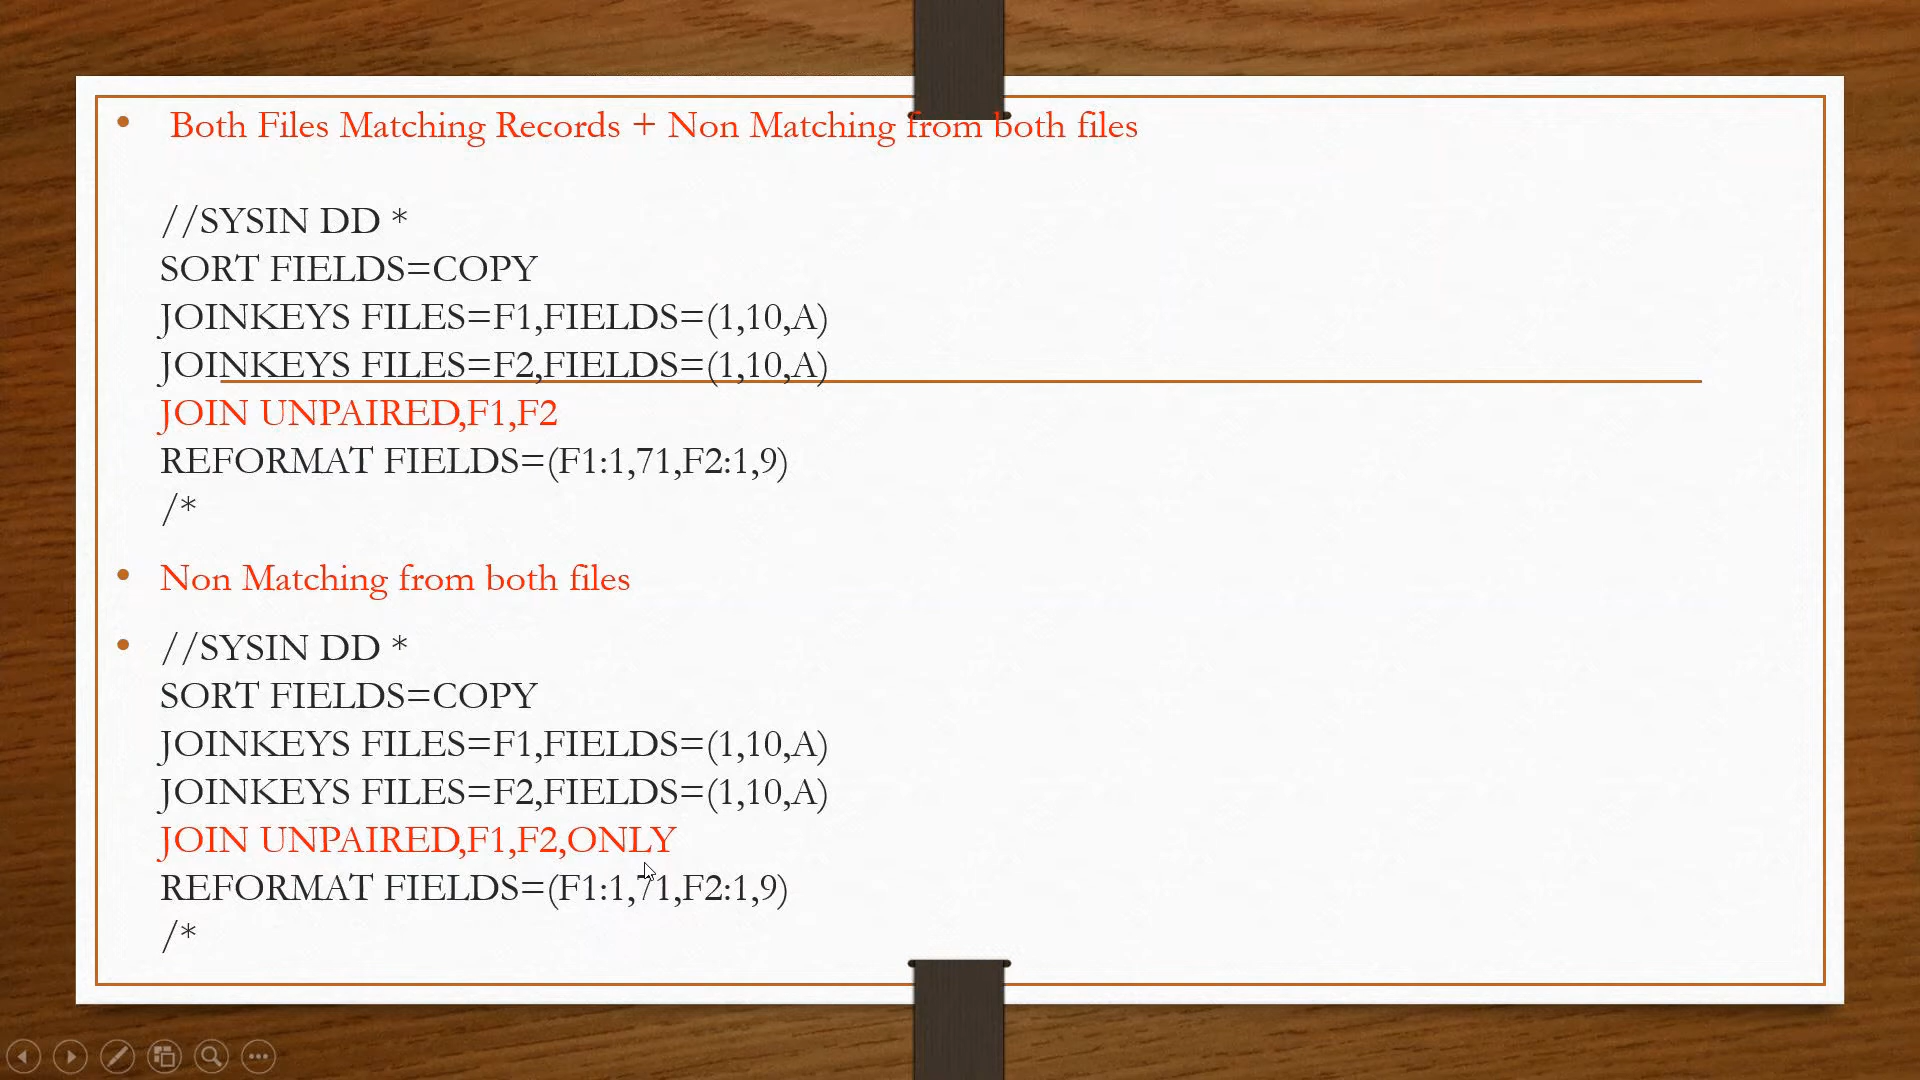 • Both Files Matching Records + Non Matching from both files
//SYSIN DD *
SORT FIELDS=COPY
JOINKEYS FILES=F1,FIELDS=(1,10,A)
JOINKEYS FILES=F2,FIELDS=(1,10,A)
JOIN UNPAIRED,F1,F2
REFORMAT FIELDS=(F1:1,71,F2:1,9)
/*
• Non Matching from both files
• //SYSIN DD *
SORT FIELDS=COPY
JOINKEYS FILES=F1,FIELDS=(1,10,A)
JOINKEYS FILES=F2,FIELDS=(1,10,A)
JOIN UNPAIRED,F1,F2,ONLY
REFORMAT FIELDS=(F1:1,71,F2:1,9)
/*